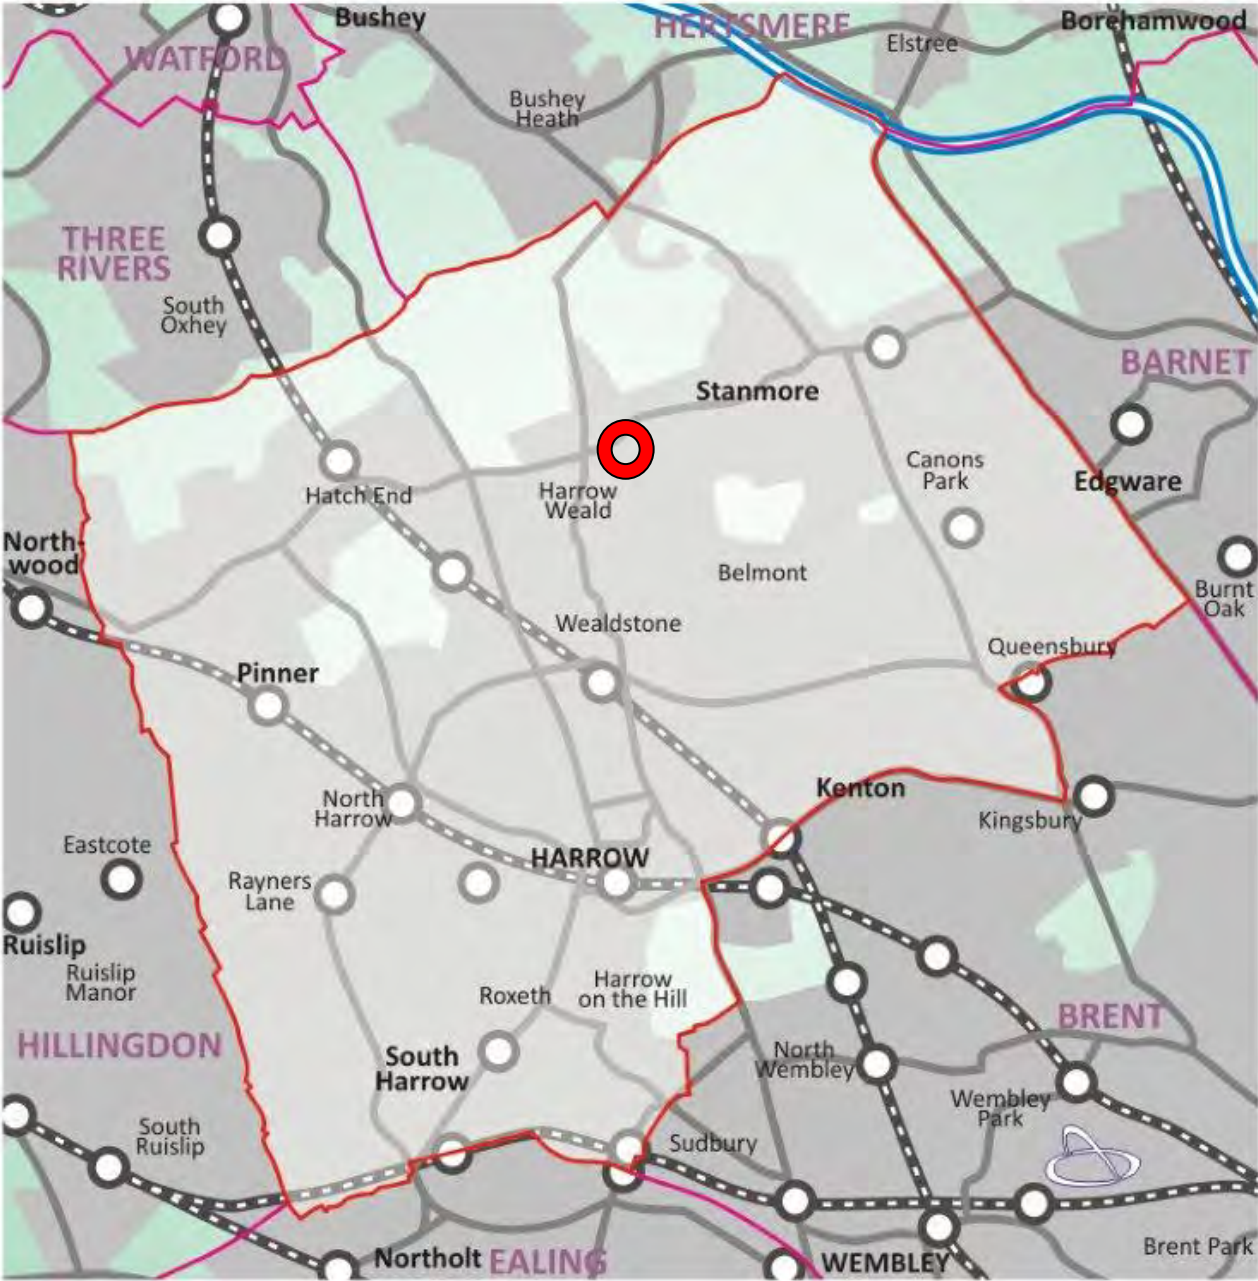 Bushey
HERTSMERE
Borehamwood
WATFORD
Elstree
Bushey
Heath
THREE
RIVERS
South
Oxhey
BARNET
Stanmore
Canons
Park
Edgware
Hatch End
Harrow
Weald
North-
wood
Belmont
Burnt
Oak
Wealdstone
Queensbury
Pinner
Kenton
North
Harrow
Kingsbury
Eastcote
HARROW
Rayners
Lane
Ruislip
Ruislip
Manor
Roxeth
Harrow
on the Hill
HILLINGDON
BRENT
South
Harrow
North
Wembley
Wembley
Park
South
Ruislip
Sudbury
Northolt
EALING
WEMBLEY
Brent Park